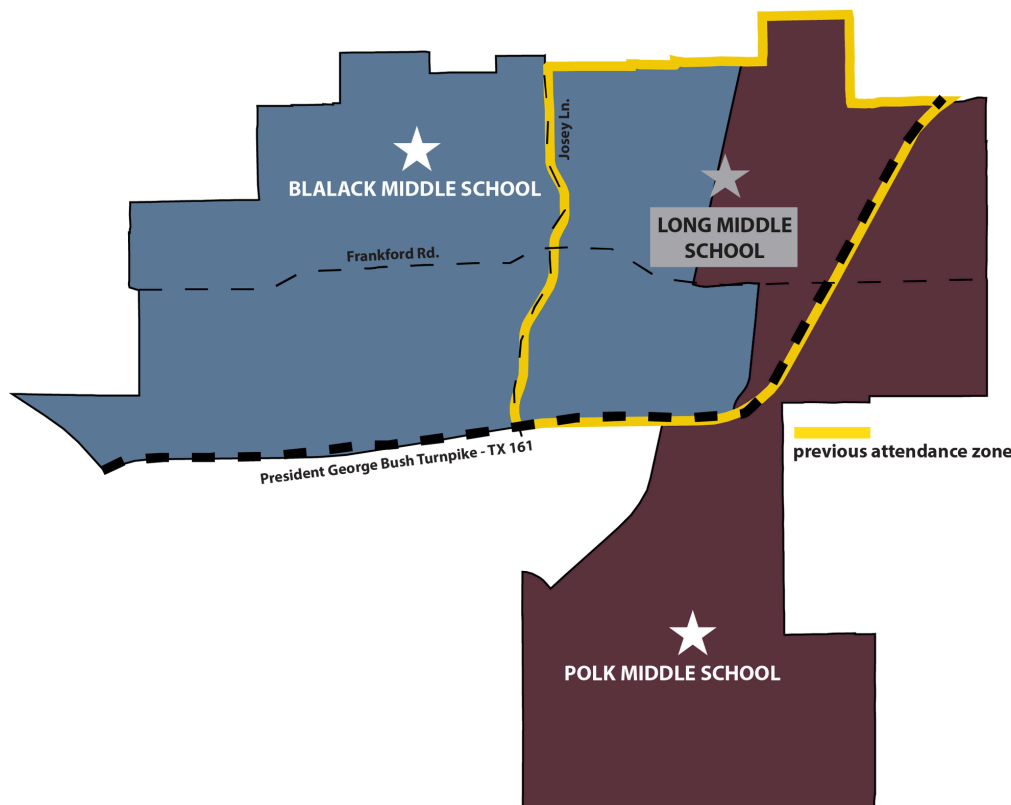 Josey Ln.
BLALACK MIDDLE SCHOOL
LONG MIDDLE
SCHOOL
Frankford Rd.
President George Bush Turnpike - TX 161
previous attendance zone
POLK MIDDLE SCHOOL